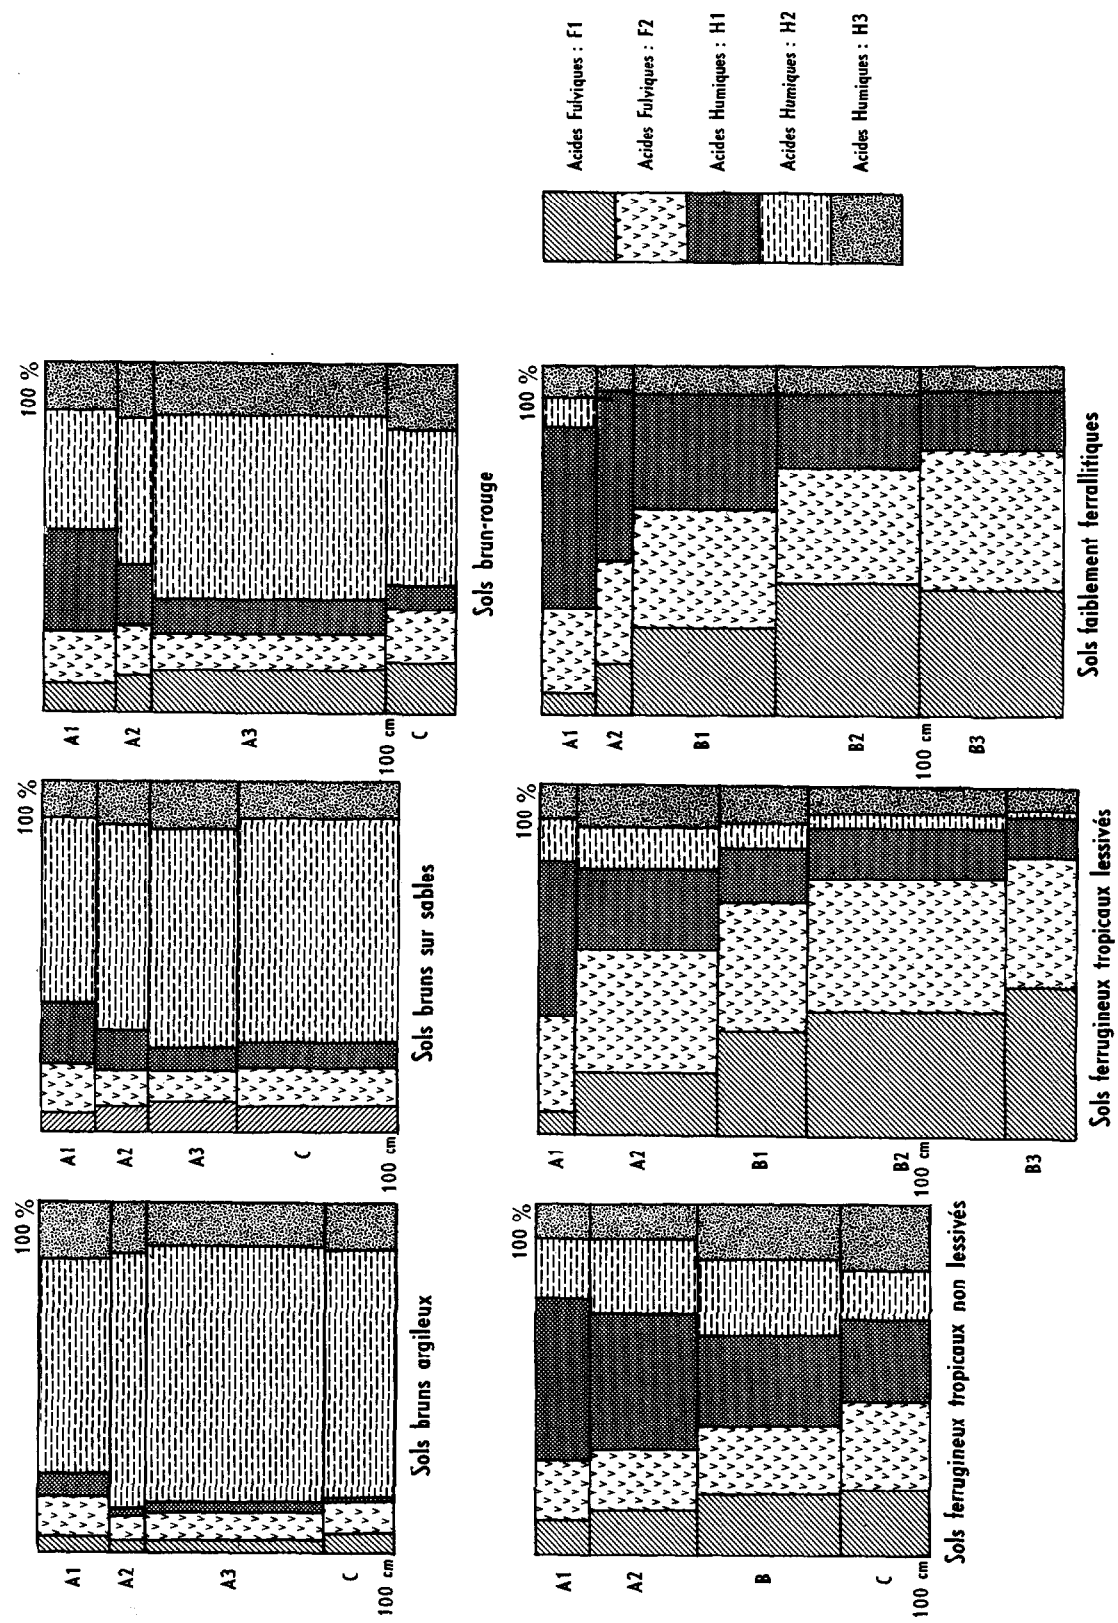 100 %
A1
A2
A3
C
100 cm
Sols bruns argileux
100 %
A1
A2
A3
C
100 cm
Sols bruns sur sables
100 %
A1
A2
A3
100 cm
C
Sols brun-rouge
100 %
A1
A2
B
C
100 cm
Sols ferrugineux tropicaux non lessivés
100 %
A1
A2
B1
B2
100 cm
B3
Sols ferrugineux tropicaux lessivés
100 %
A1
A2
B1
B2
100 cm
B3
Sols faiblement ferrallitiques
Acides Fulviques : F1
Acides Fulviques : F2
Acides Humiques : H1
Acides Humiques : H2
Acides Humiques : H3